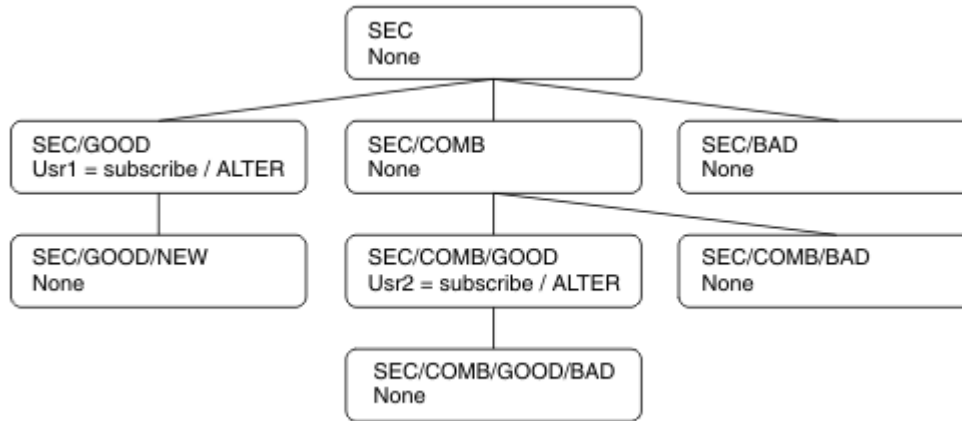 SEC
None
SEC/GOOD
Usr1 = subscribe / ALTER
SEC/COMB
None
SEC/BAD
None
SEC/GOOD/NEW
None
SEC/COMB/GOOD
Usr2 = subscribe / ALTER
SEC/COMB/BAD
None
SEC/COMB/GOOD/BAD
None